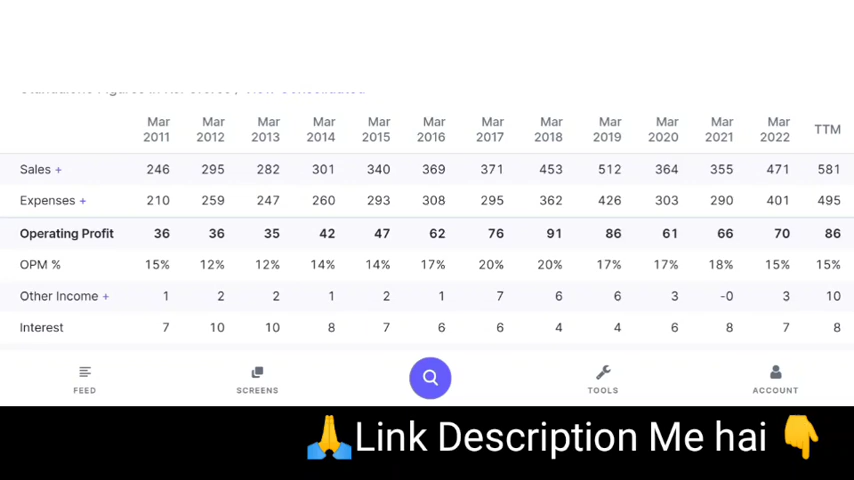 Mar Mar Mar Mar Mar Mar Mar Mar Mar Mar Mar Mar TTM
2011 2012 2013 2014 2015 2016 2017 2018 2019 2020 2021 2022
Sales + 246 295 282 301 340 369 371 453 512 364 355 471 581
Expenses + 210 259 247 260 293 308 295 362 426 303 290 401 495
Operating Profit 36 36 35 42 47 62 76 91 86 61 66 70 86
OPM % 15% 12% 12% 14% 14% 17% 20% 20% 17% 17% 18% 15% 15%
Other Income + 1 2 2 1 2 1 7 6 6 3 -0 3 10
Interest 7 10 10 8 7 6 6 4 4 6 8 7 8
FEED SCREENS TOOLS ACCOUNT
🙏Link Description Me hai 👇